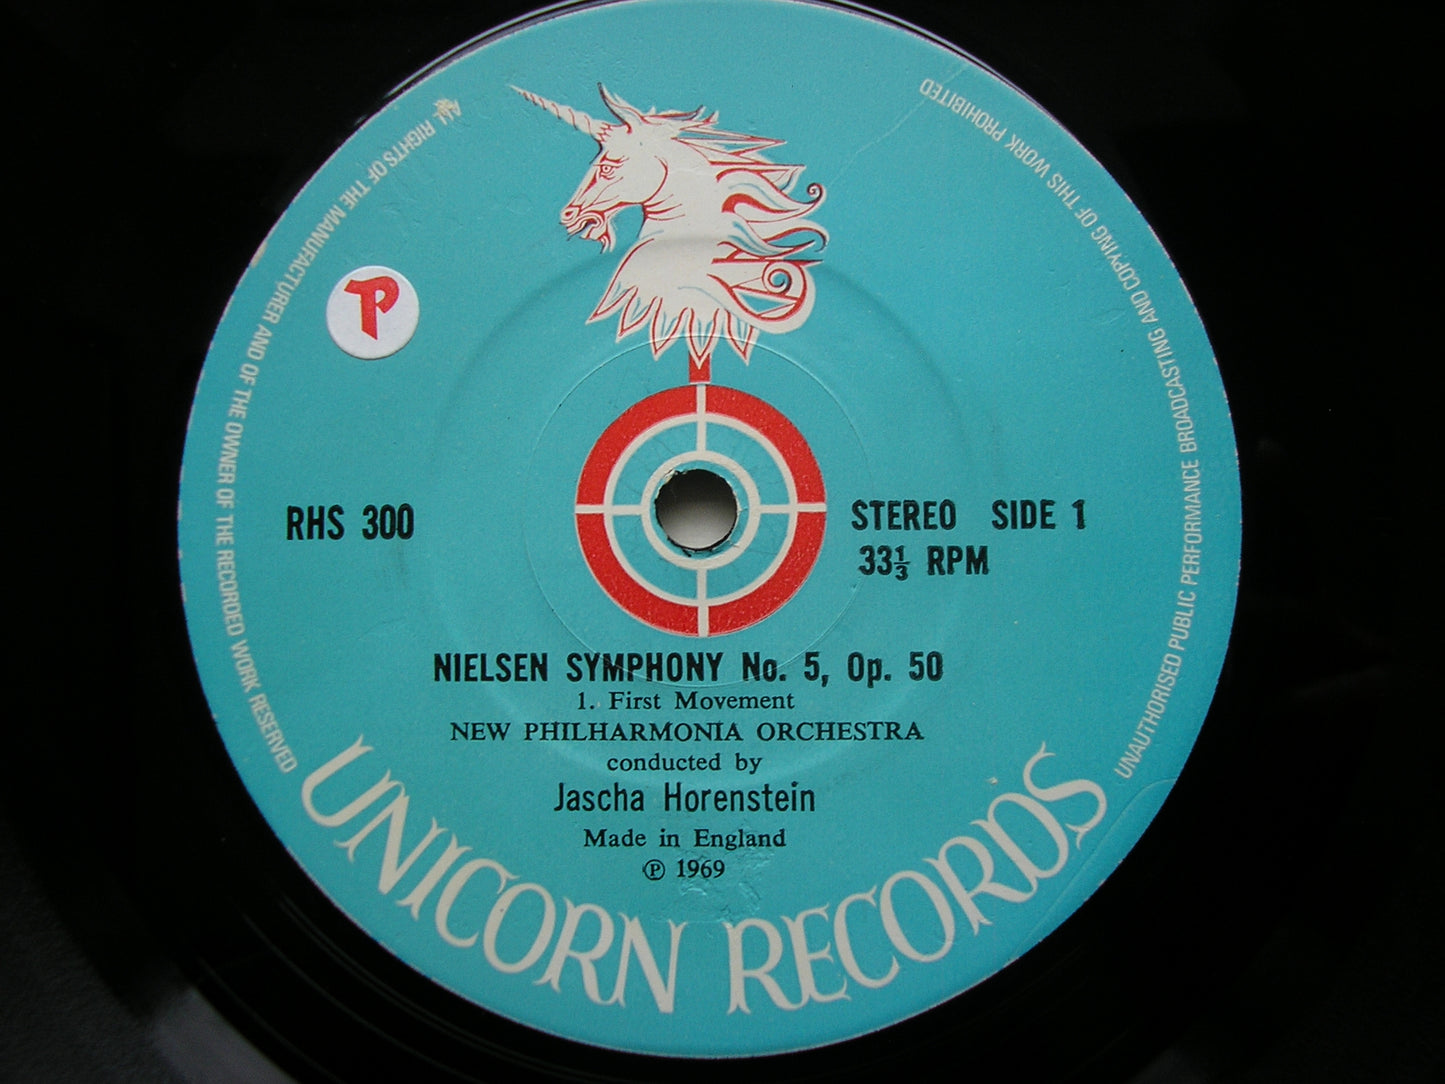 ALL RIGHTS OF THE MANUFACTURER AND OF THE OWNER OF THE RECORDED WORK RESERVED
UNAUTHORISED PUBLIC PERFORMANCE BROADCASTING AND COPYING OF THIS WORK PROHIBITED
P
RHS 300
STEREO SIDE 1
33⅓ RPM
NIELSEN SYMPHONY No. 5, Op. 50
1. First Movement
NEW PHILHARMONIA ORCHESTRA
conducted by
Jascha Horenstein
Made in England
℗ 1969
UNICORN RECORDS